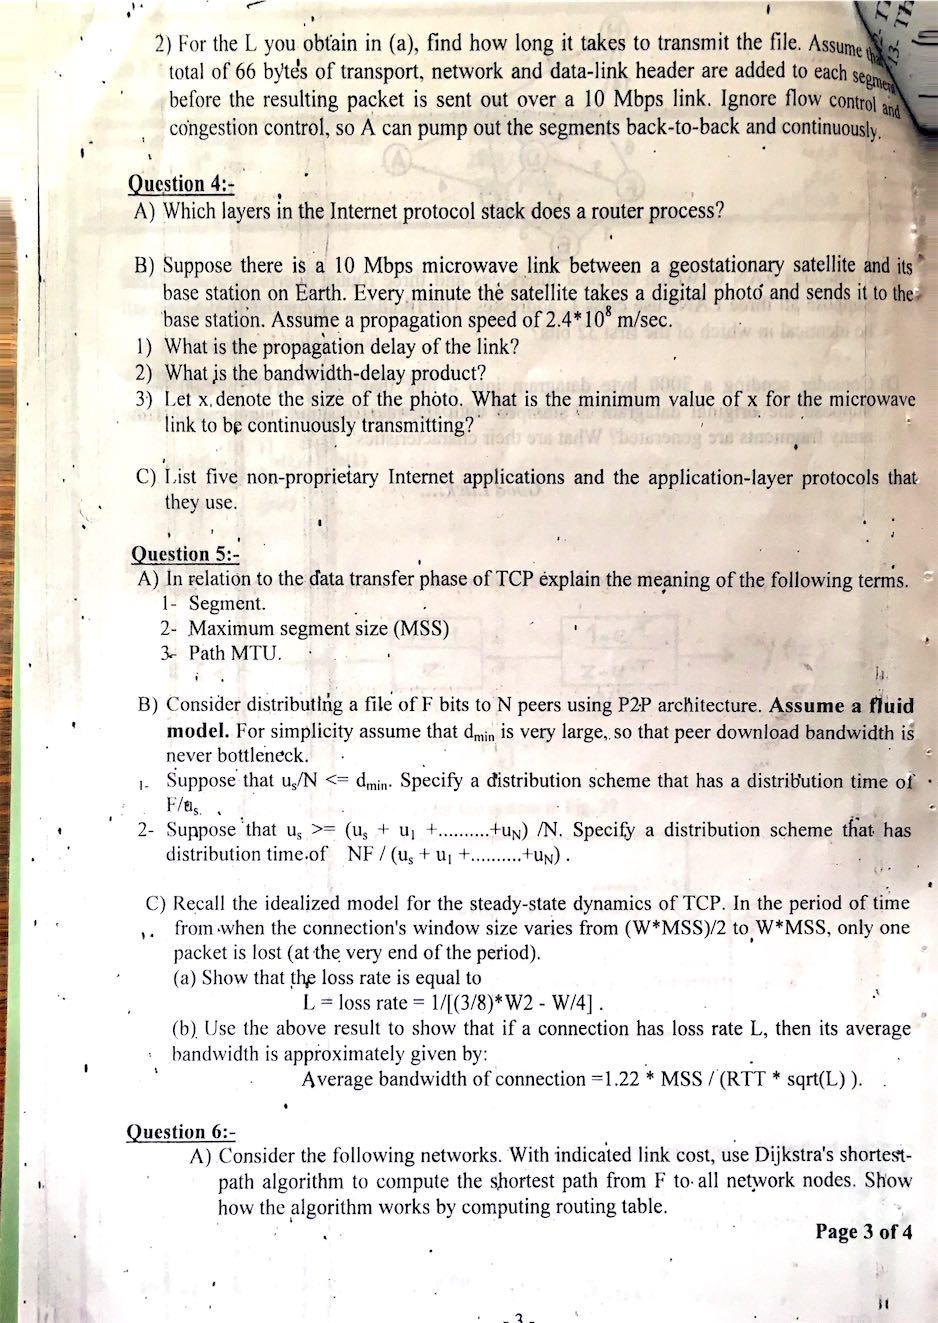 2) For the L you obtain in (a), find how long it takes to transmit the file. Assume that
total of 66 bytes of transport, network and data-link header are added to each segment
before the resulting packet is sent out over a 10 Mbps link. Ignore flow control and
congestion control, so A can pump out the segments back-to-back and continuously.
Question 4:-
A) Which layers in the Internet protocol stack does a router process?
B) Suppose there is a 10 Mbps microwave link between a geostationary satellite and its
base station on Earth. Every minute the satellite takes a digital photo and sends it to the
base station. Assume a propagation speed of 2.4*10⁸ m/sec.
1) What is the propagation delay of the link?
2) What is the bandwidth-delay product?
3) Let x denote the size of the photo. What is the minimum value of x for the microwave
link to be continuously transmitting?
C) List five non-proprietary Internet applications and the application-layer protocols that
they use.
Question 5:-
A) In relation to the data transfer phase of TCP explain the meaning of the following terms.
1- Segment.
2- Maximum segment size (MSS)
3- Path MTU.
B) Consider distributing a file of F bits to N peers using P2P architecture. Assume a fluid
model. For simplicity assume that dmin is very large, so that peer download bandwidth is
never bottleneck.
1- Suppose that us/N <= dmin. Specify a distribution scheme that has a distribution time of
F/us.
2- Suppose that us >= (us + u1 +..........+uN) /N. Specify a distribution scheme that has
distribution time of NF / (us + u1 +..........+uN) .
C) Recall the idealized model for the steady-state dynamics of TCP. In the period of time
from when the connection's window size varies from (W*MSS)/2 to W*MSS, only one
packet is lost (at the very end of the period).
(a) Show that the loss rate is equal to
L = loss rate = 1/[(3/8)*W2 - W/4] .
(b) Use the above result to show that if a connection has loss rate L, then its average
bandwidth is approximately given by:
Average bandwidth of connection =1.22 * MSS / (RTT * sqrt(L) ).
Question 6:-
A) Consider the following networks. With indicated link cost, use Dijkstra's shortest-
path algorithm to compute the shortest path from F to all network nodes. Show
how the algorithm works by computing routing table.
Page 3 of 4
- 3 -